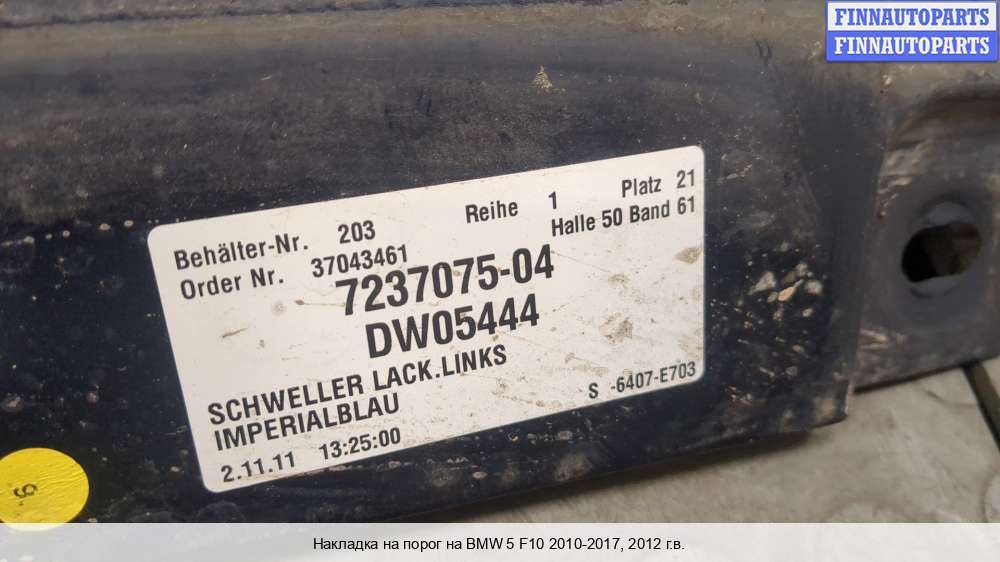 FINNAUTOPARTS
FINNAUTOPARTS
Behälter-Nr. 203 Reihe 1 Platz 21
Order Nr. 37043461 Halle 50 Band 61
7237075-04
DW05444
SCHWELLER LACK.LINKS
IMPERIALBLAU
2.11.11 13:25:00 S -6407-E703
Накладка на порог на BMW 5 F10 2010-2017, 2012 г.в.